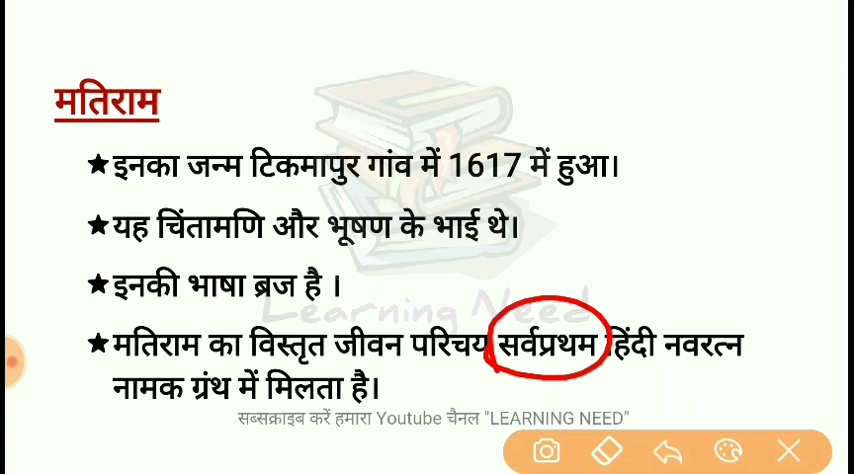 मतिराम
★इनका जन्म टिकमापुर गांव में 1617 में हुआ।
★यह चिंतामणि और भूषण के भाई थे।
★इनकी भाषा ब्रज है ।
Learning Need
★मतिराम का विस्तृत जीवन परिचय सर्वप्रथम हिंदी नवरत्न
नामक ग्रंथ में मिलता है।
सब्सक्राइब करें हमारा Youtube चैनल "LEARNING NEED"